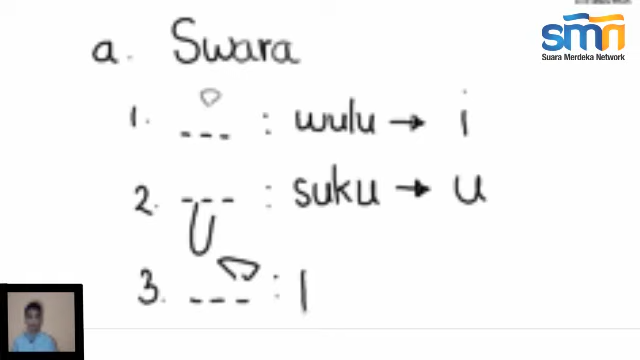 smn
Suara Merdeka Network
a. Swara
1. --- : wulu → i
2. --- : suku → u
3. --- :